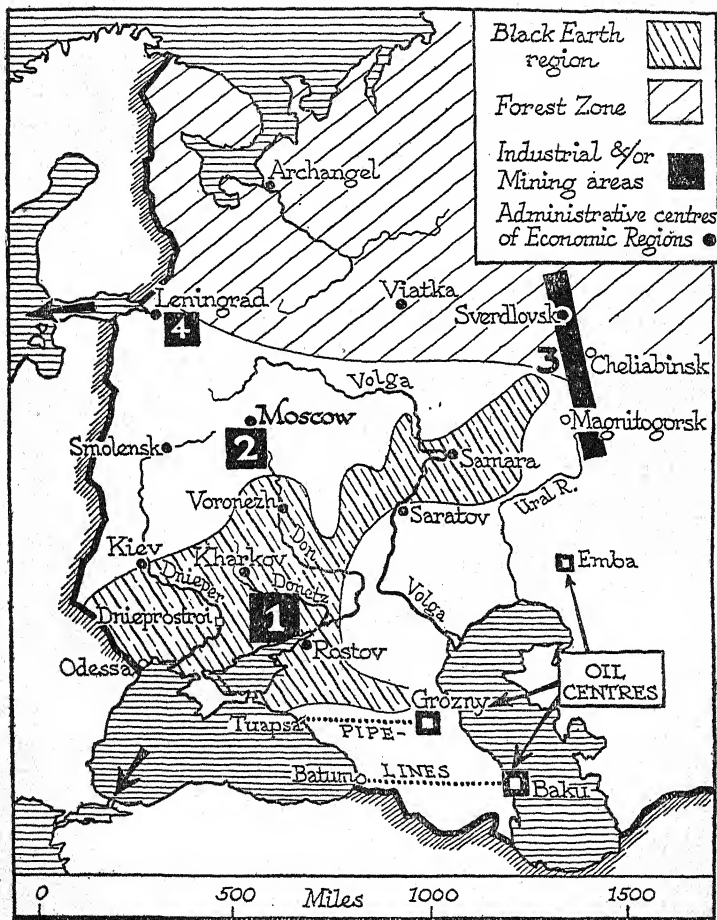 Black Earth
region
Forest Zone
Industrial &/or
Mining areas
Administrative centres
of Economic Regions
Archangel
Leningrad
4
Viatka
Sverdlovsk
3
Cheliabinsk
Volga
Moscow
Magnitogorsk
Smolensk
2
Samara
Voronezh
Saratov
Ural R.
Don
Kiev
Kharkov
Emba
Dnieper
Donetz
Volga
Dnieprostroi
1
Rostov
Odessa
OIL
CENTRES
Grozny
Tuapsa
PIPE-
Batum
LINES
Baku
0 500 Miles 1000 1500